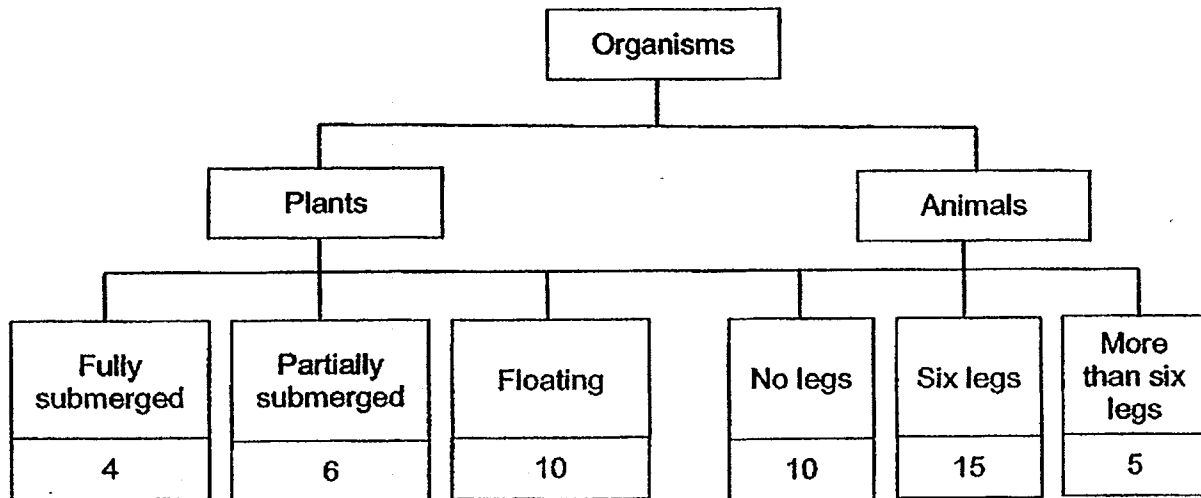 Organisms
Plants
Animals
Fully
submerged
Partially
submerged
Floating
No legs
Six legs
More
than six
legs
4
6
10
10
15
5